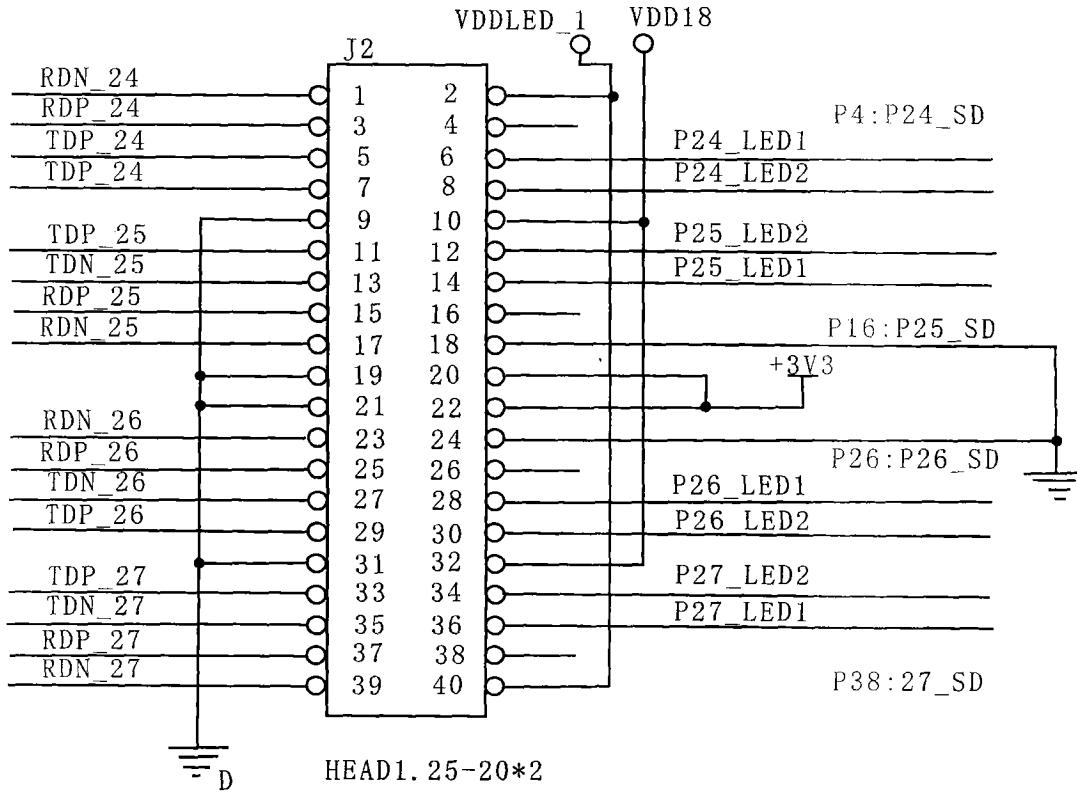 VDDLED_1 VDD18
J2
RDN_24 1 2
RDP_24 3 4 P4:P24_SD
TDP_24 5 6 P24_LED1
TDP_24 7 8 P24_LED2
9 10
TDP_25 11 12 P25_LED2
TDN_25 13 14 P25_LED1
RDP_25 15 16
RDN_25 17 18 P16:P25_SD
19 20 +3V3
21 22
RDN_26 23 24
RDP_26 25 26 P26:P26_SD
TDN_26 27 28 P26_LED1
TDP_26 29 30 P26_LED2
31 32
TDP_27 33 34 P27_LED2
TDN_27 35 36 P27_LED1
RDP_27 37 38
RDN_27 39 40 P38:27_SD
D HEAD1.25-20*2